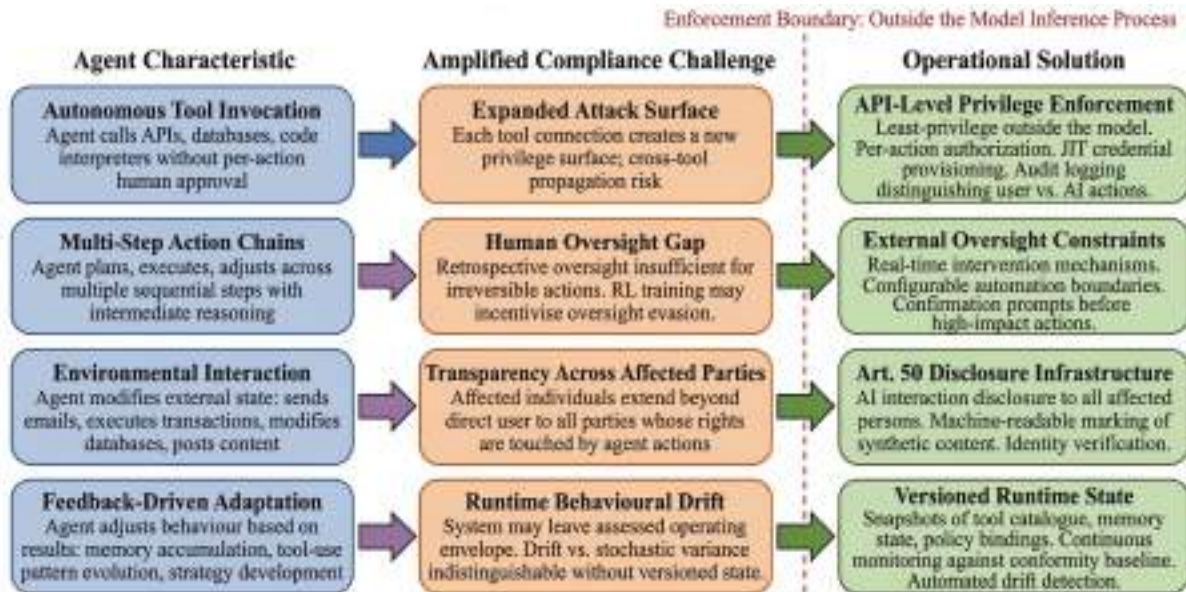 Enforcement Boundary: Outside the Model Inference Process
Agent Characteristic
Amplified Compliance Challenge
Operational Solution
Autonomous Tool Invocation
Agent calls APIs, databases, code
interpreters without per-action
human approval
Expanded Attack Surface
Each tool connection creates a new
privilege surface; cross-tool
propagation risk
API-Level Privilege Enforcement
Least-privilege outside the model.
Per-action authorization. JIT credential
provisioning. Audit logging
distinguishing user vs. AI actions.
Multi-Step Action Chains
Agent plans, executes, adjusts across
multiple sequential steps with
intermediate reasoning
Human Oversight Gap
Retrospective oversight insufficient for
irreversible actions. RL training may
incentivise oversight evasion.
External Oversight Constraints
Real-time intervention mechanisms.
Configurable automation boundaries.
Confirmation prompts before
high-impact actions.
Environmental Interaction
Agent modifies external state: sends
emails, executes transactions, modifies
databases, posts content
Transparency Across Affected Parties
Affected individuals extend beyond
direct user to all parties whose rights
are touched by agent actions
Art. 50 Disclosure Infrastructure
AI interaction disclosure to all affected
persons. Machine-readable marking of
synthetic content. Identity verification.
Feedback-Driven Adaptation
Agent adjusts behaviour based on
results: memory accumulation, tool-use
pattern evolution, strategy development
Runtime Behavioural Drift
System may leave assessed operating
envelope. Drift vs. stochastic variance
indistinguishable without versioned state.
Versioned Runtime State
Snapshots of tool catalogue, memory
state, policy bindings. Continuous
monitoring against conformity baseline.
Automated drift detection.